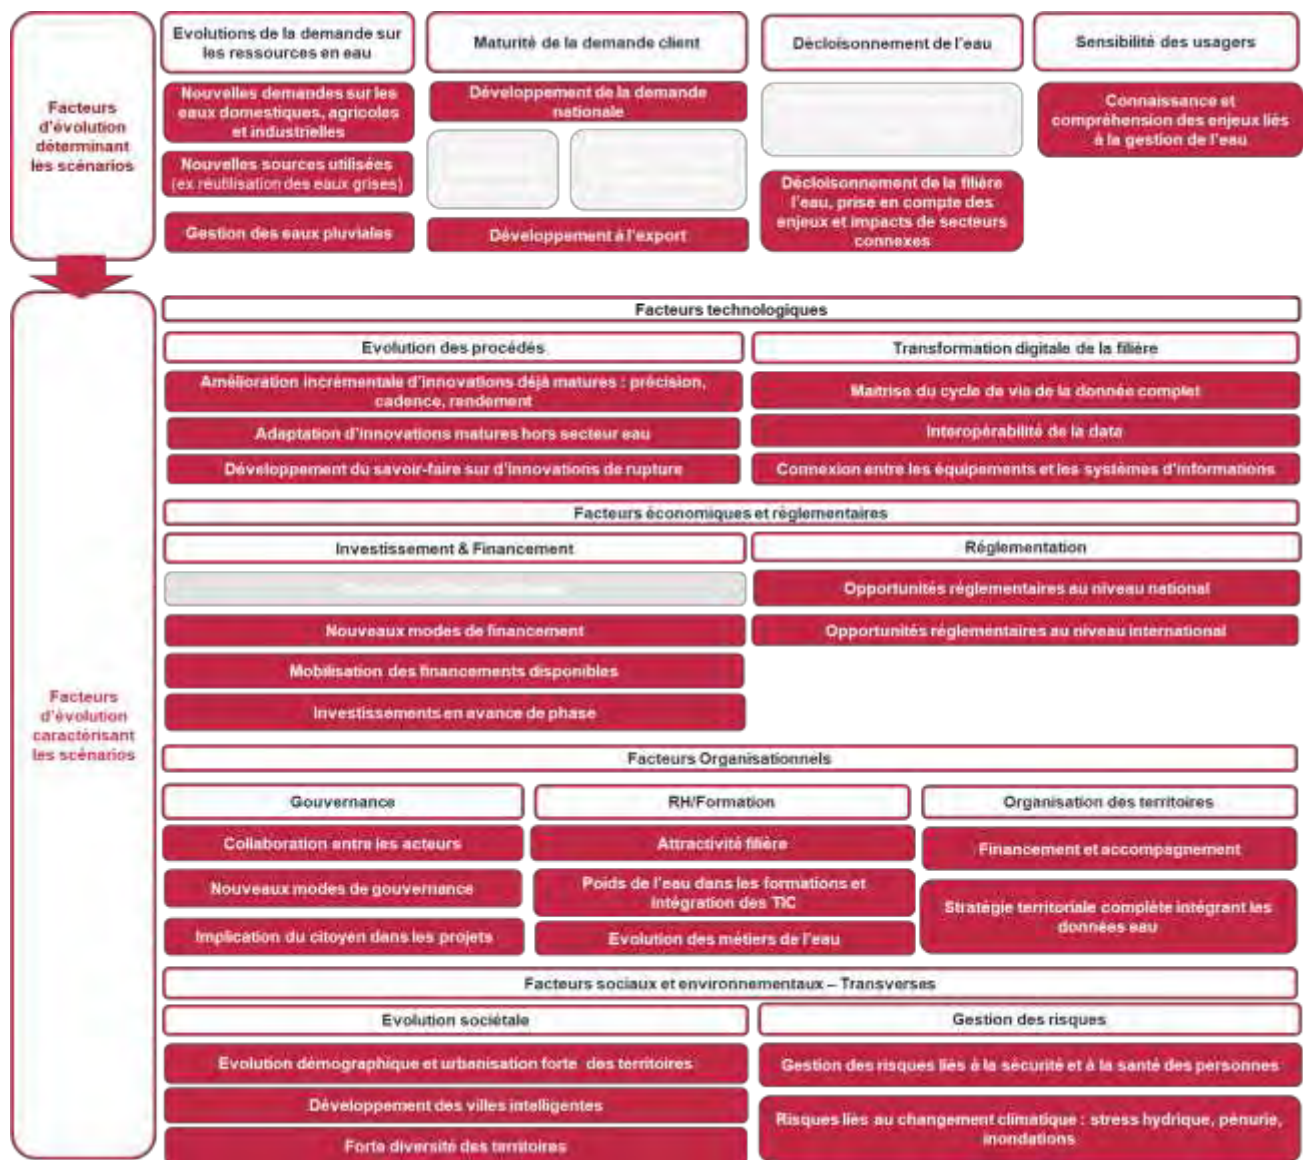 Facteurs
d'évolution
déterminant
les scénarios
Evolutions de la demande sur
les ressources en eau
Nouvelles demandes sur les
eaux domestiques, agricoles
et industrielles
Nouvelles sources utilisées
(ex réutilisation des eaux grises)
Gestion des eaux pluviales
Maturité de la demande client
Développement de la demande
nationale
Développement à l'export
Décloisonnement de l'eau
Décloisonnement de la filière
l'eau, prise en compte des
enjeux et impacts de secteurs
connexes
Sensibilité des usagers
Connaissance et
compréhension des enjeux liés
à la gestion de l'eau
Facteurs
d'évolution
caractérisant
les scénarios
Facteurs technologiques
Evolution des procédés
Amélioration incrémentale d'innovations déjà matures : précision,
cadence, rendement
Adaptation d'innovations matures hors secteur eau
Développement du savoir-faire sur d'innovations de rupture
Transformation digitale de la filière
Maitrise du cycle de vie de la donnée complet
Interopérabilité de la data
Connexion entre les équipements et les systèmes d'informations
Facteurs économiques et réglementaires
Investissement & Financement
Nouveaux modes de financement
Mobilisation des financements disponibles
Investissements en avance de phase
Réglementation
Opportunités réglementaires au niveau national
Opportunités réglementaires au niveau international
Facteurs Organisationnels
Gouvernance
Collaboration entre les acteurs
Nouveaux modes de gouvernance
Implication du citoyen dans les projets
RH/Formation
Attractivité filière
Poids de l'eau dans les formations et
intégration des TIC
Evolution des métiers de l'eau
Organisation des territoires
Financement et accompagnement
Stratégie territoriale complète intégrant les
données eau
Facteurs sociaux et environnementaux – Transverses
Evolution sociétale
Evolution démographique et urbanisation forte des territoires
Développement des villes intelligentes
Forte diversité des territoires
Gestion des risques
Gestion des risques liés à la sécurité et à la santé des personnes
Risques liés au changement climatique : stress hydrique, pénurie,
inondations